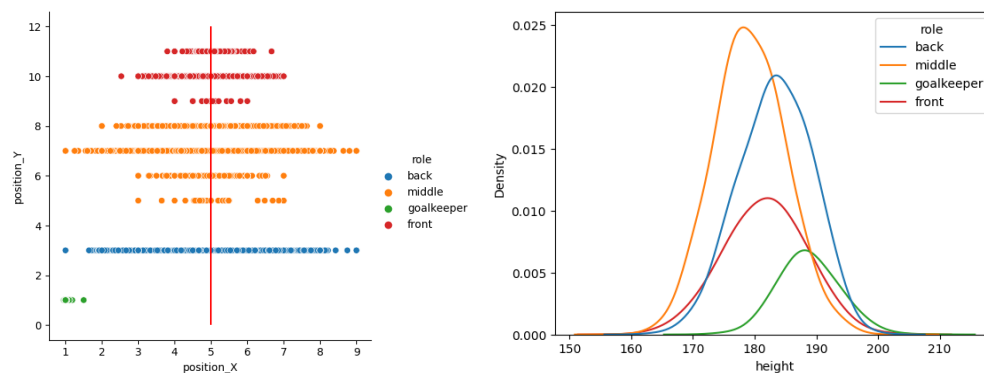 12
10
8
6
4
2
0
position_Y
1 2 3 4 5 6 7 8 9
position_X
role
back
middle
goalkeeper
front
0.025
0.020
0.015
0.010
0.005
0.000
Density
150 160 170 180 190 200 210
height
role
back
middle
goalkeeper
front